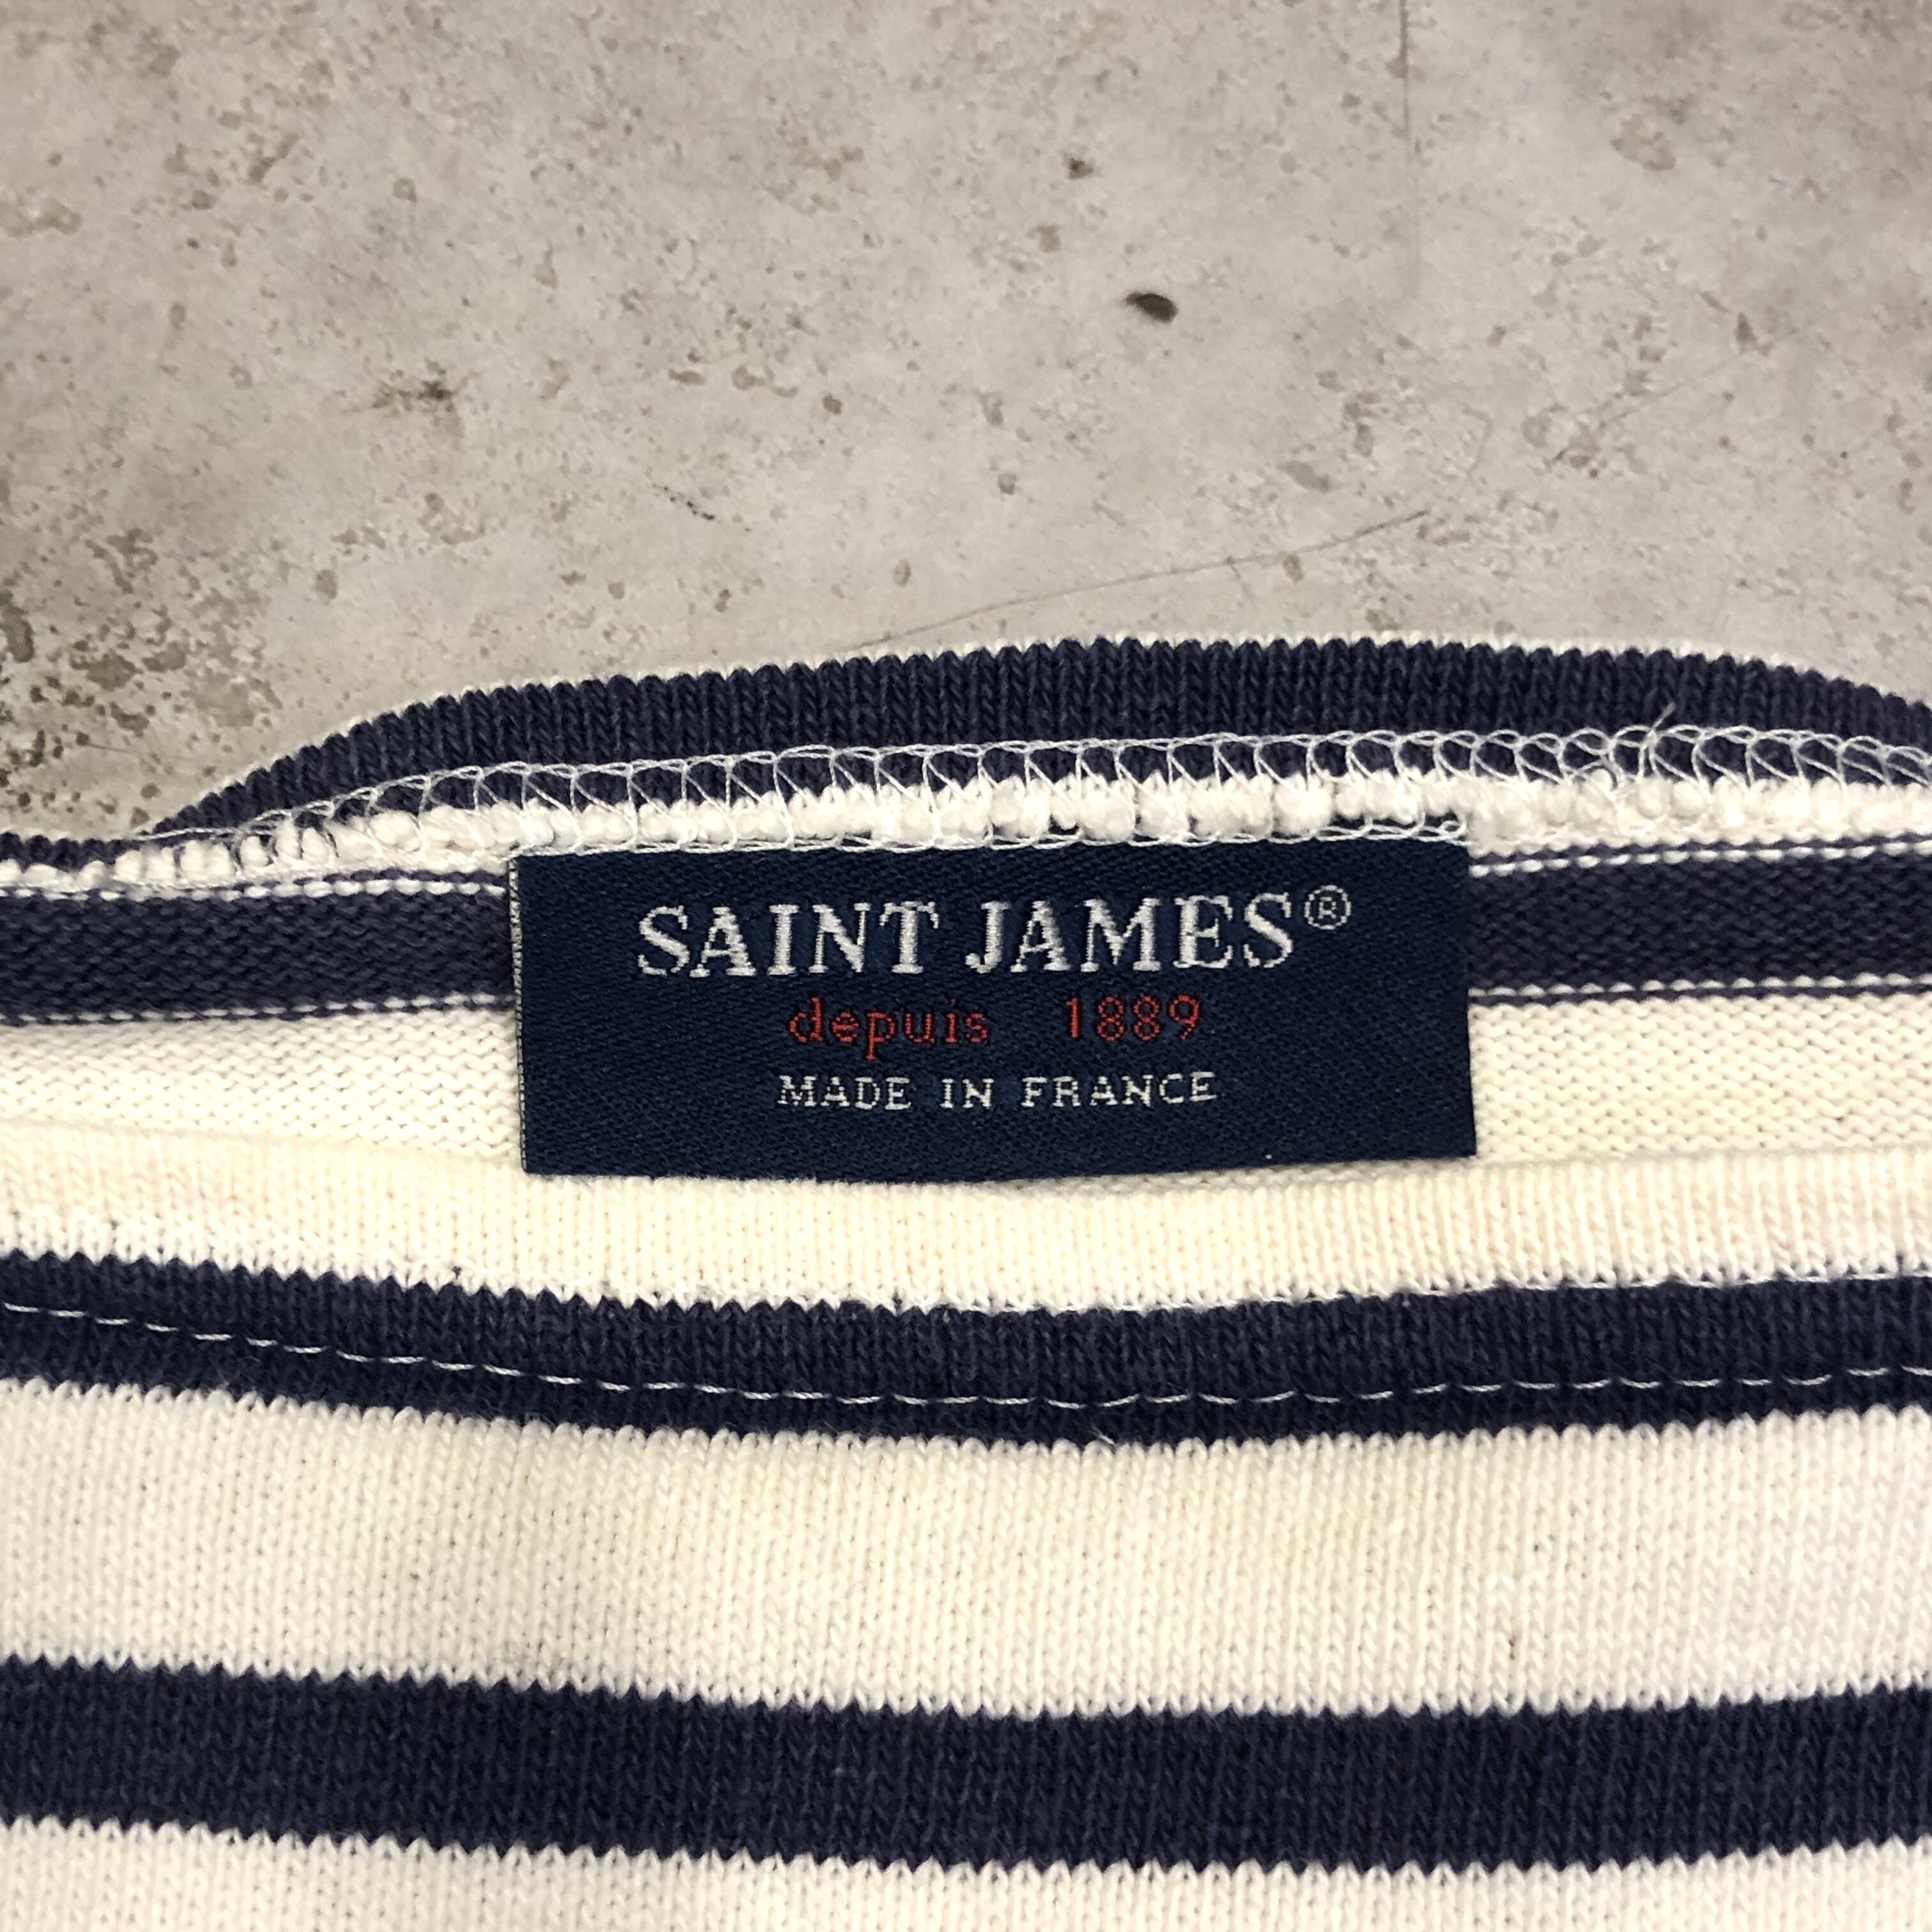 SAINT JAMES®
depuis 1889
MADE IN FRANCE